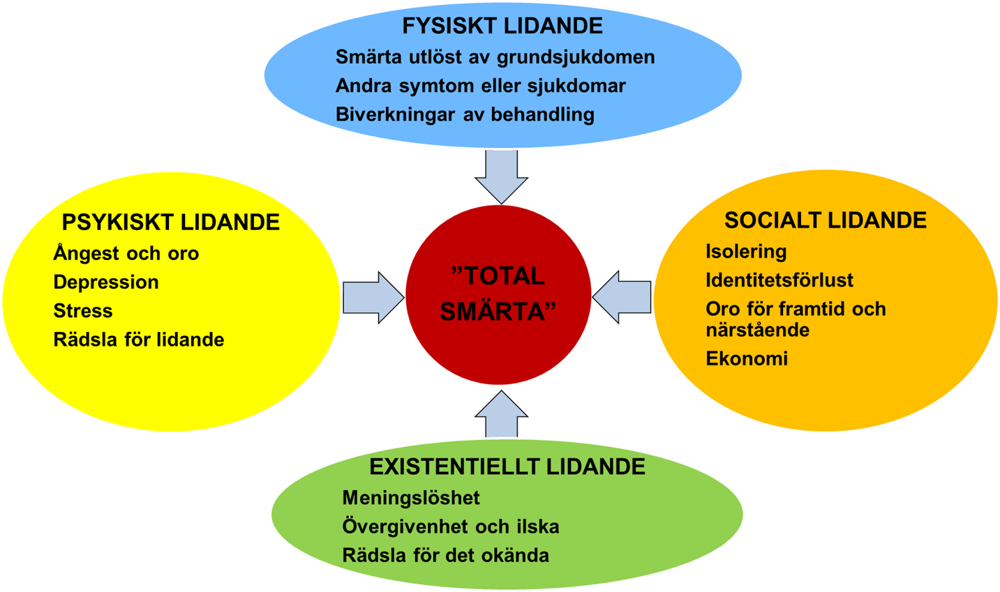 FYSISKT LIDANDE
Smärta utlöst av grundsjukdomen
Andra symtom eller sjukdomar
Biverkningar av behandling
PSYKISKT LIDANDE
Ångest och oro
Depression
Stress
Rädsla för lidande
”TOTAL
SMÄRTA”
SOCIALT LIDANDE
Isolering
Identitetsförlust
Oro för framtid och
närstående
Ekonomi
EXISTENTIELLT LIDANDE
Meningslöshet
Övergivenhet och ilska
Rädsla för det okända